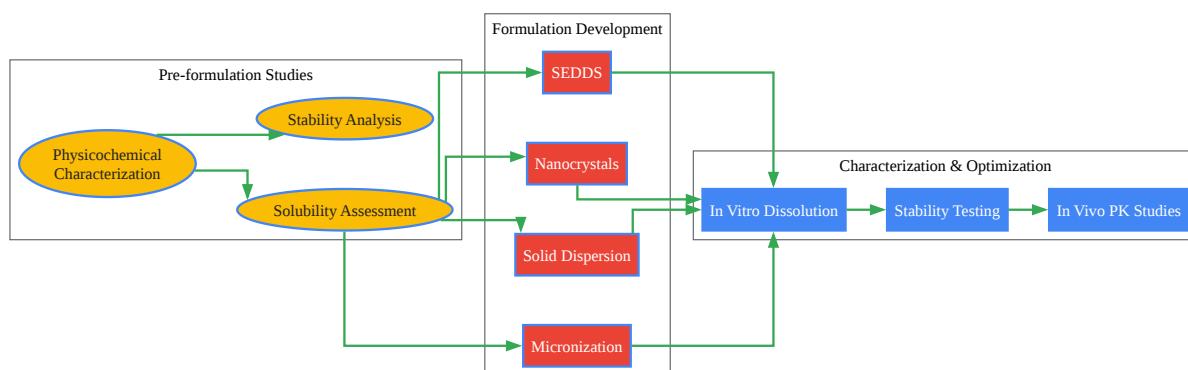 Pre-formulation Studies
Physicochemical
Characterization
Stability Analysis
Solubility Assessment
Formulation Development
SEDDS
Nanocrystals
Solid Dispersion
Micronization
Characterization & Optimization
In Vitro Dissolution
Stability Testing
In Vivo PK Studies